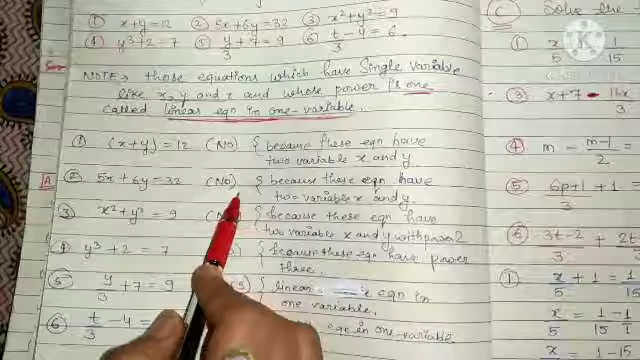 ① x+y=12 ② 5x+6y=32 ③ x²+y²=9
④ y³+2=7 ⑤ y/3+7=9 ⑥ t/3-4=6
NOTE → those equations which have Single Variable
like x, y and z and whose power is one
called linear eqn in one-variable.
① (x+y)=12 (NO) { because these eqn have
two variable x and y
A
② 5x+6y=32 (NO) { because these eqn have
two variable x and y.
③ x²+y²=9 { because these eqn have
two variable x and y with power 2
④ y³+2=7 { because these eqn have power
three.
⑤ y/3+7=9 { linear eqn in
one variable.
⑥ t/3-4= eqn in one-variable
C Solve the
① x/5 1/15
③ x+7- 16x/3
④ m - m-1/2 =
⑤ 6p+1/3 +1 =
⑥ 3t-2/3 + 2t
① x/5 + 1 = 1/15
x/5 = 1/15 - 1/1
x = 1-15